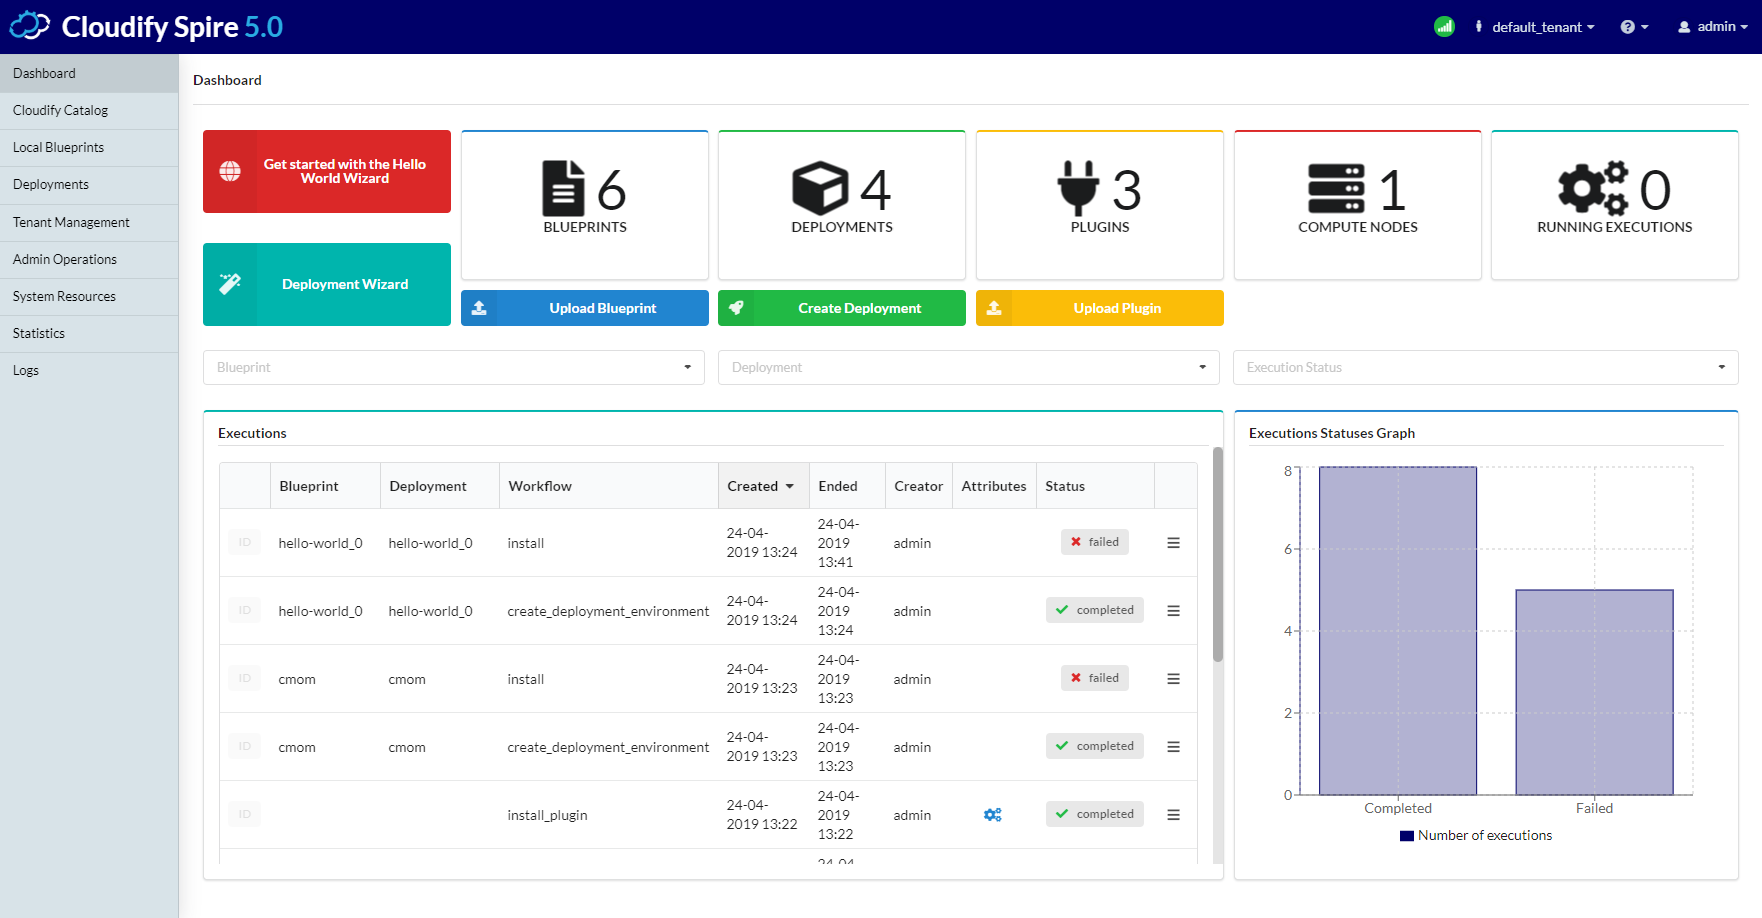 Cloudify Spire 5.0
default_tenant
admin
Dashboard
Cloudify Catalog
Local Blueprints
Deployments
Tenant Management
Admin Operations
System Resources
Statistics
Logs
Dashboard
Get started with the Hello
World Wizard
Deployment Wizard
6
BLUEPRINTS
Upload Blueprint
4
DEPLOYMENTS
Create Deployment
3
PLUGINS
Upload Plugin
1
COMPUTE NODES
0
RUNNING EXECUTIONS
Blueprint
Deployment
Execution Status
Executions
Blueprint Deployment Workflow Created Ended Creator Attributes Status
ID hello-world_0 hello-world_0 install 24-04-2019 13:24 24-04-2019 13:41 admin failed
ID hello-world_0 hello-world_0 create_deployment_environment 24-04-2019 13:24 24-04-2019 13:24 admin completed
ID cmom cmom install 24-04-2019 13:23 24-04-2019 13:23 admin failed
ID cmom cmom create_deployment_environment 24-04-2019 13:23 24-04-2019 13:23 admin completed
ID install_plugin 24-04-2019 13:22 24-04-2019 13:22 admin completed
Executions Statuses Graph
8
6
4
2
0
Completed Failed
Number of executions